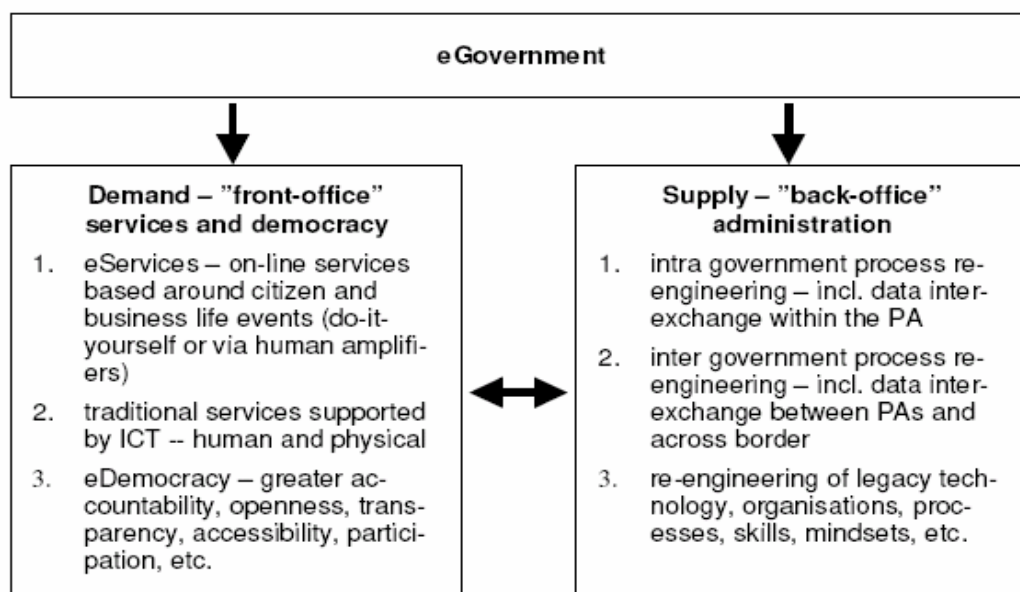 eGovernment
Demand – ”front-office”
services and democracy
1. eServices – on-line services
based around citizen and
business life events (do-it-
yourself or via human amplifi-
ers)
2. traditional services supported
by ICT -- human and physical
3. eDemocracy – greater ac-
countability, openness, trans-
parency, accessibility, partici-
pation, etc.
Supply – ”back-office”
administration
1. intra government process re-
engineering – incl. data inter-
exchange within the PA
2. inter government process re-
engineering – incl. data inter-
exchange between PAs and
across border
3. re-engineering of legacy tech-
nology, organisations, proc-
esses, skills, mindsets, etc.